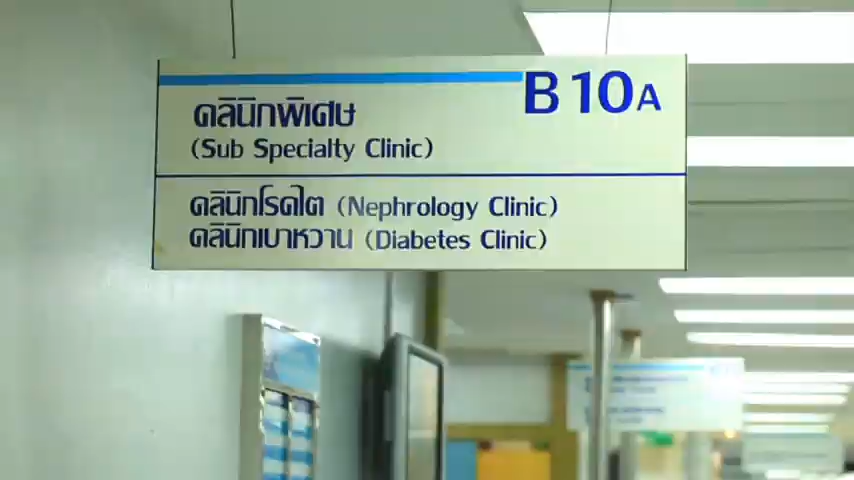 B10A
คลินิกพิเศษ
(Sub Specialty Clinic)
คลินิกโรคไต (Nephrology Clinic)
คลินิกเบาหวาน (Diabetes Clinic)